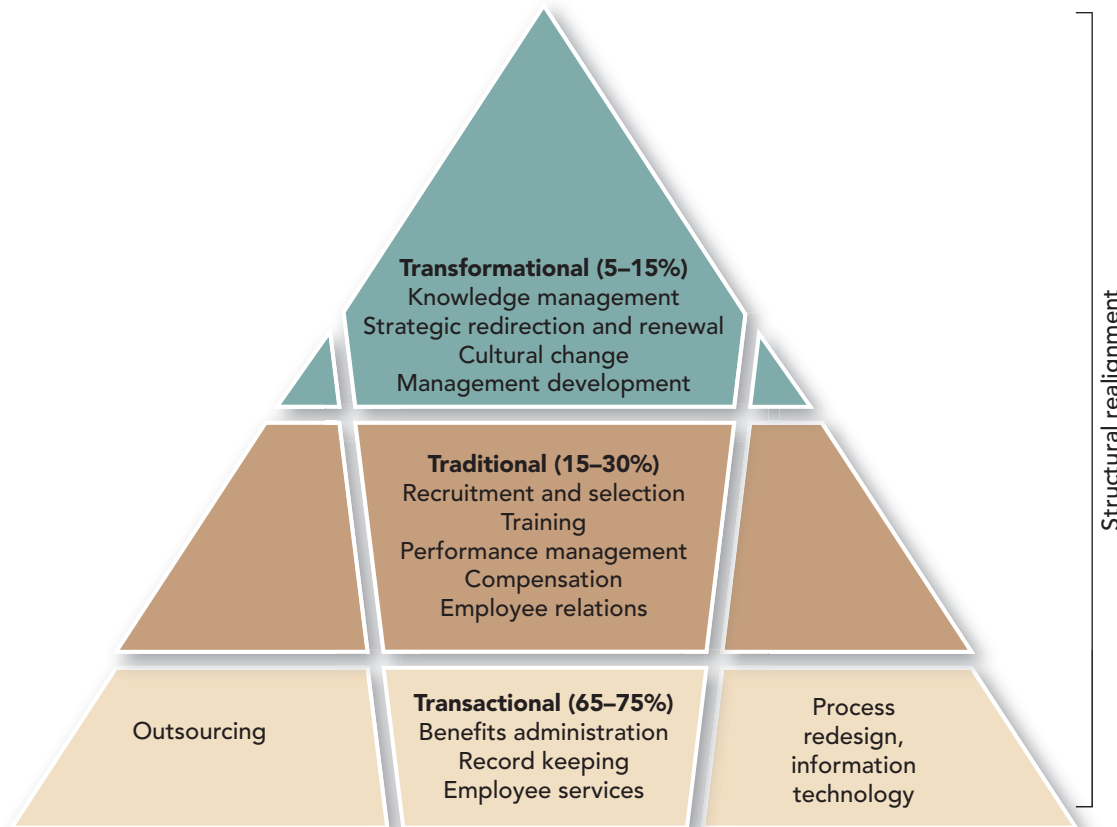 Transformational (5–15%)
Knowledge management
Strategic redirection and renewal
Cultural change
Management development
Structural realignment
Traditional (15–30%)
Recruitment and selection
Training
Performance management
Compensation
Employee relations
Outsourcing
Transactional (65–75%)
Benefits administration
Record keeping
Employee services
Process
redesign,
information
technology